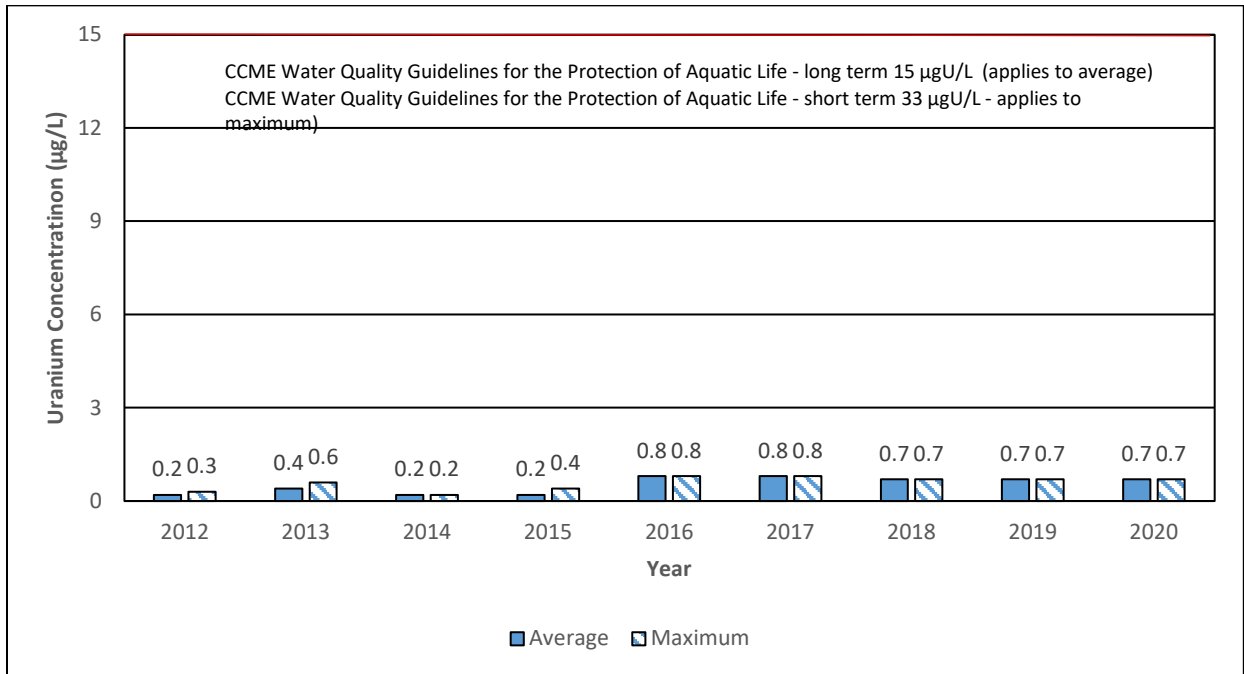 15
CCME Water Quality Guidelines for the Protection of Aquatic Life - long term 15 µgU/L (applies to average)
CCME Water Quality Guidelines for the Protection of Aquatic Life - short term 33 µgU/L - applies to
maximum)
12
9
6
3
0
Uranium Concentratinon (µg/L)
0.2 0.3 0.4 0.6 0.2 0.2 0.2 0.4 0.8 0.8 0.8 0.8 0.7 0.7 0.7 0.7 0.7 0.7
2012 2013 2014 2015 2016 2017 2018 2019 2020
Year
Average Maximum